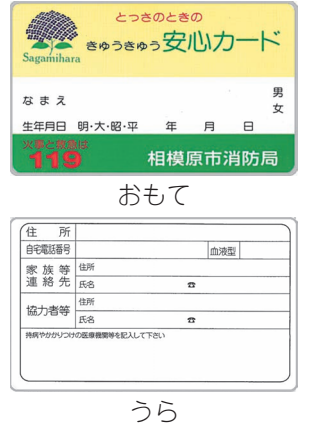 とっさのときの
きゅうきゅう安心カード
Sagamihara
なまえ 男
女
生年月日 明・大・昭・平 年 月 日
火事と救急は
119 相模原市消防局
おもて
住所
自宅電話番号 血液型
家族等 住所
連絡先 氏名 ☎
協力者等 住所
氏名 ☎
持病やかかりつけの医療機関等を記入して下さい
うら